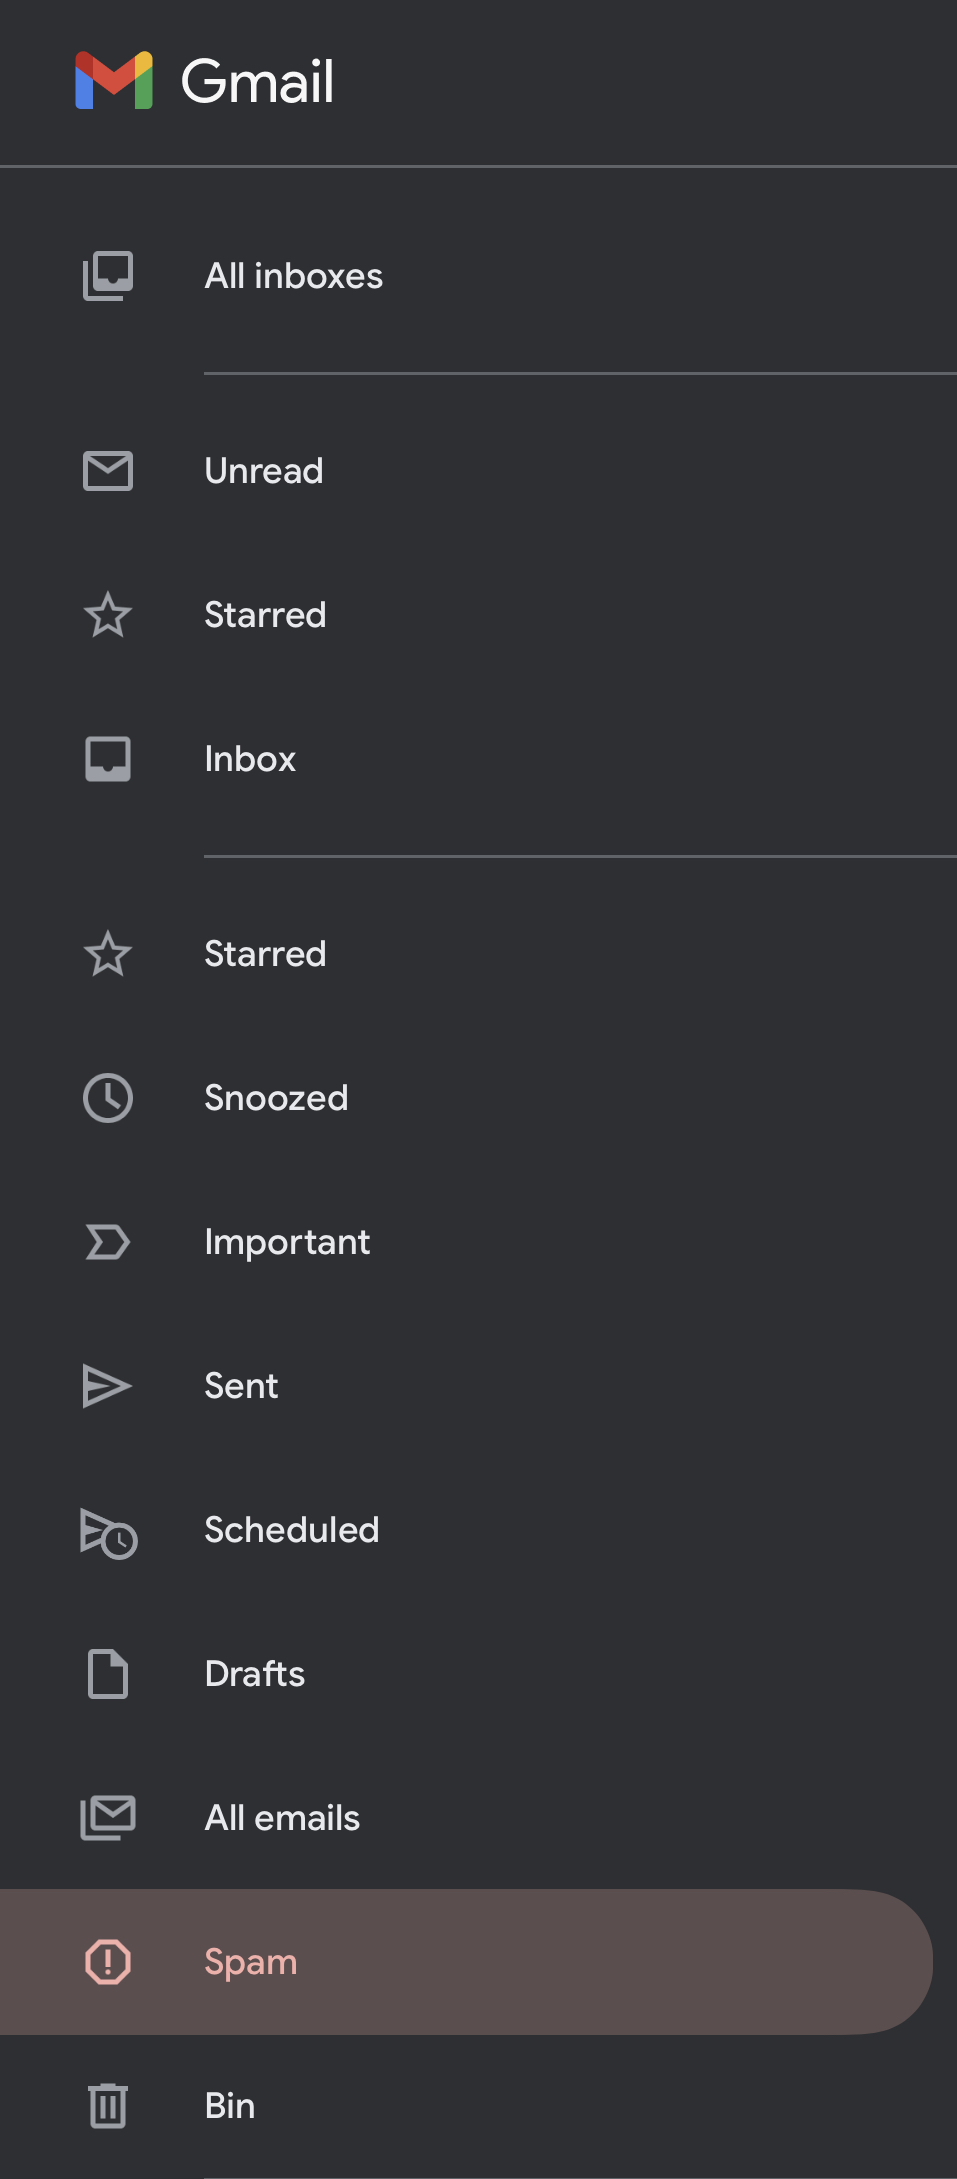 Gmail
All inboxes
Unread
Starred
Inbox
Starred
Snoozed
Important
Sent
Scheduled
Drafts
All emails
Spam
Bin